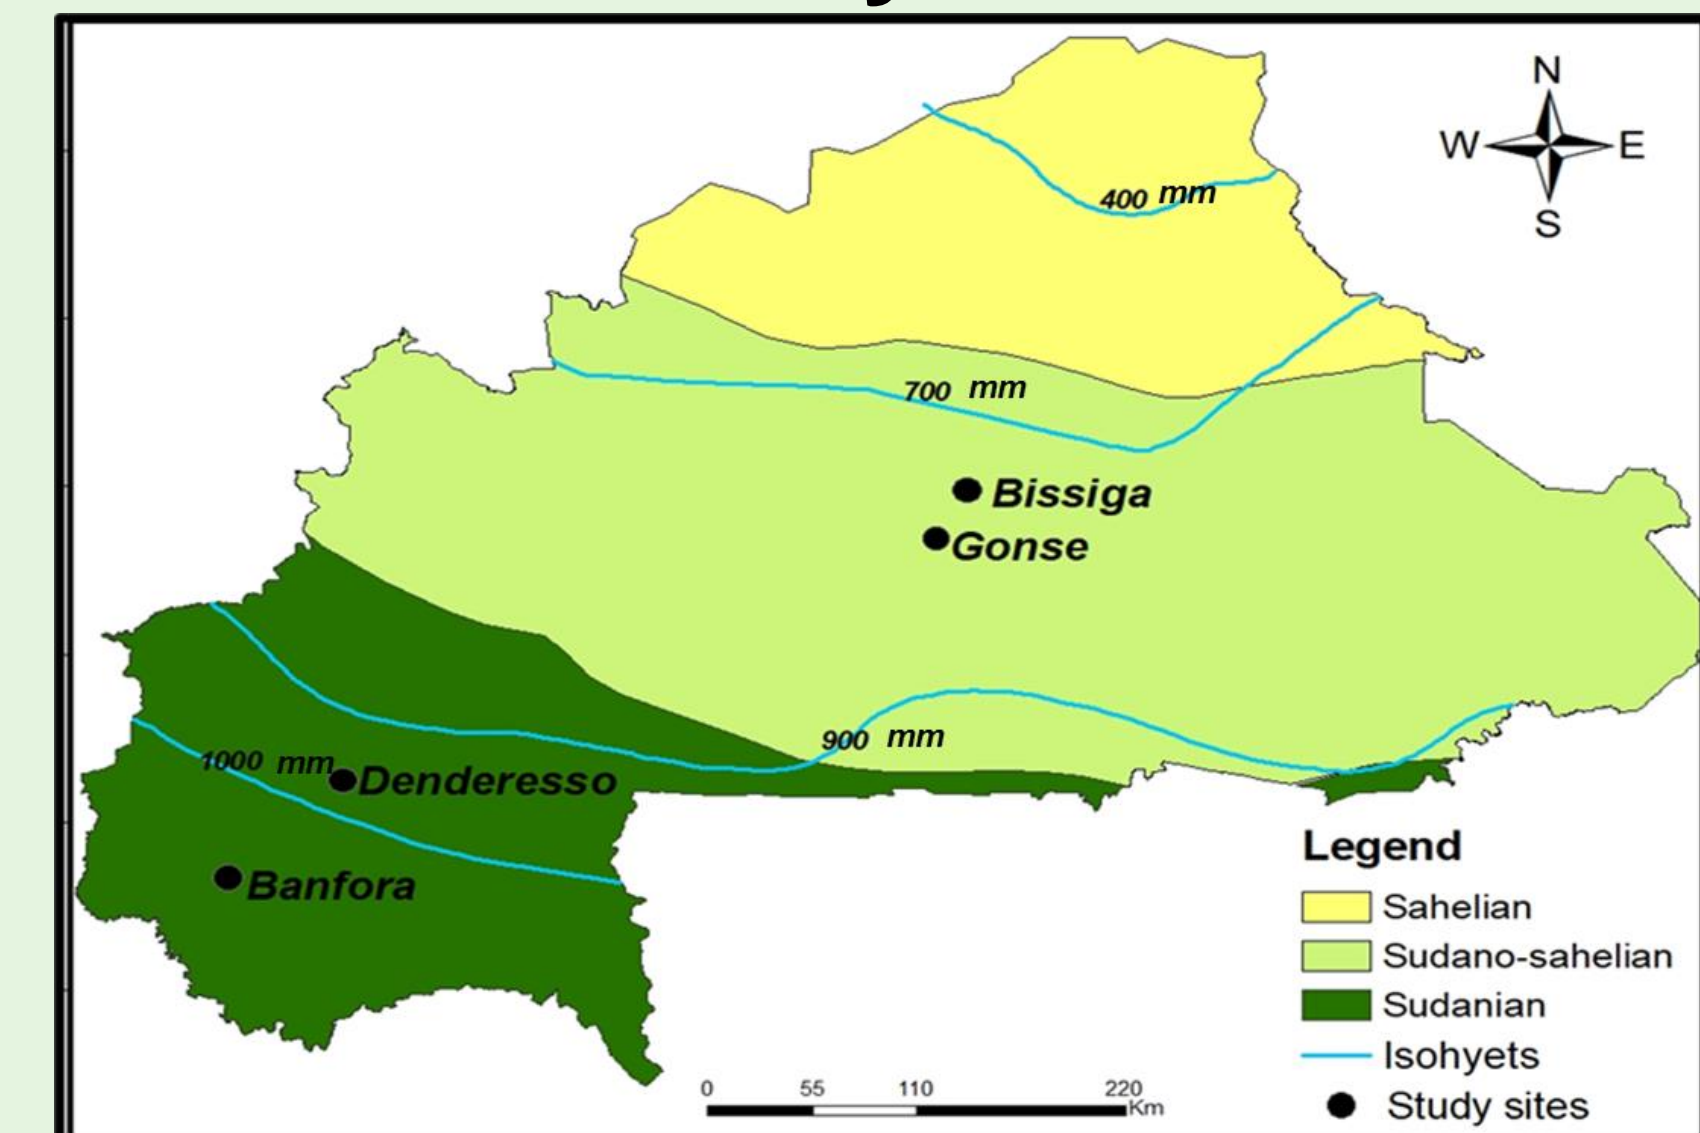 N
W E
S
400 mm
700 mm
Bissiga
Gonse
900 mm
1000 mm
Denderesso
Banfora
Legend
Sahelian
Sudano-sahelian
Sudanian
Isohyets
Study sites
0 55 110 220
Km